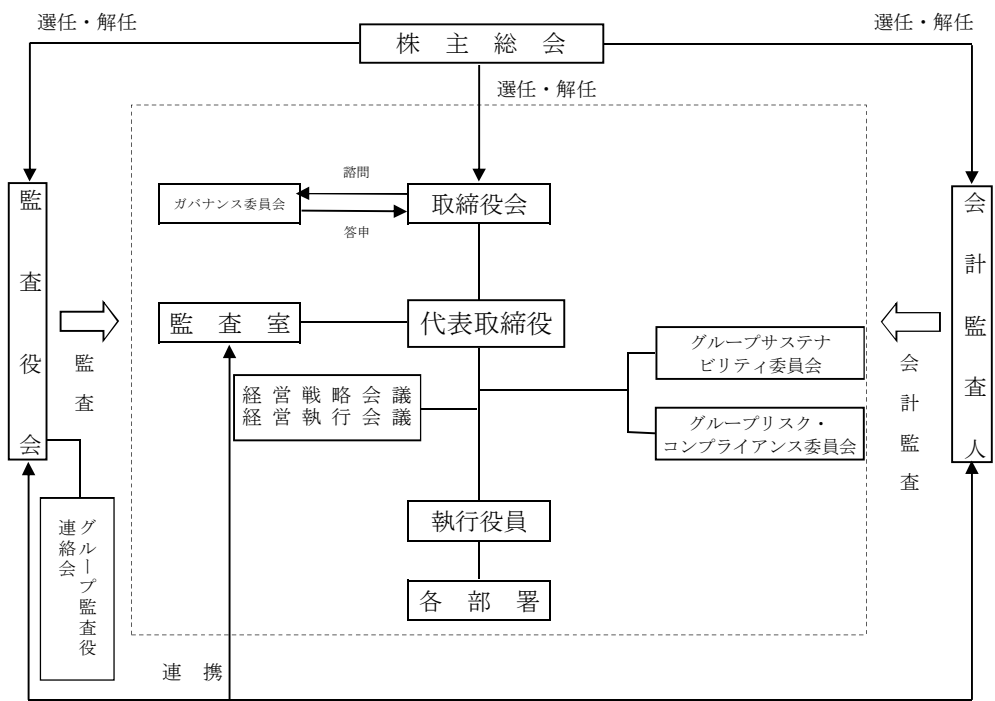 選任・解任
株主総会
選任・解任
選任・解任
諮問
ガバナンス委員会
取締役会
答申
監査役会
会計監査人
監査室
代表取締役
監査
会計監査
グループサステナ
ビリティ委員会
経営戦略会議
経営執行会議
グループリスク・
コンプライアンス委員会
執行役員
グループ監査役
連絡会
各部署
連携